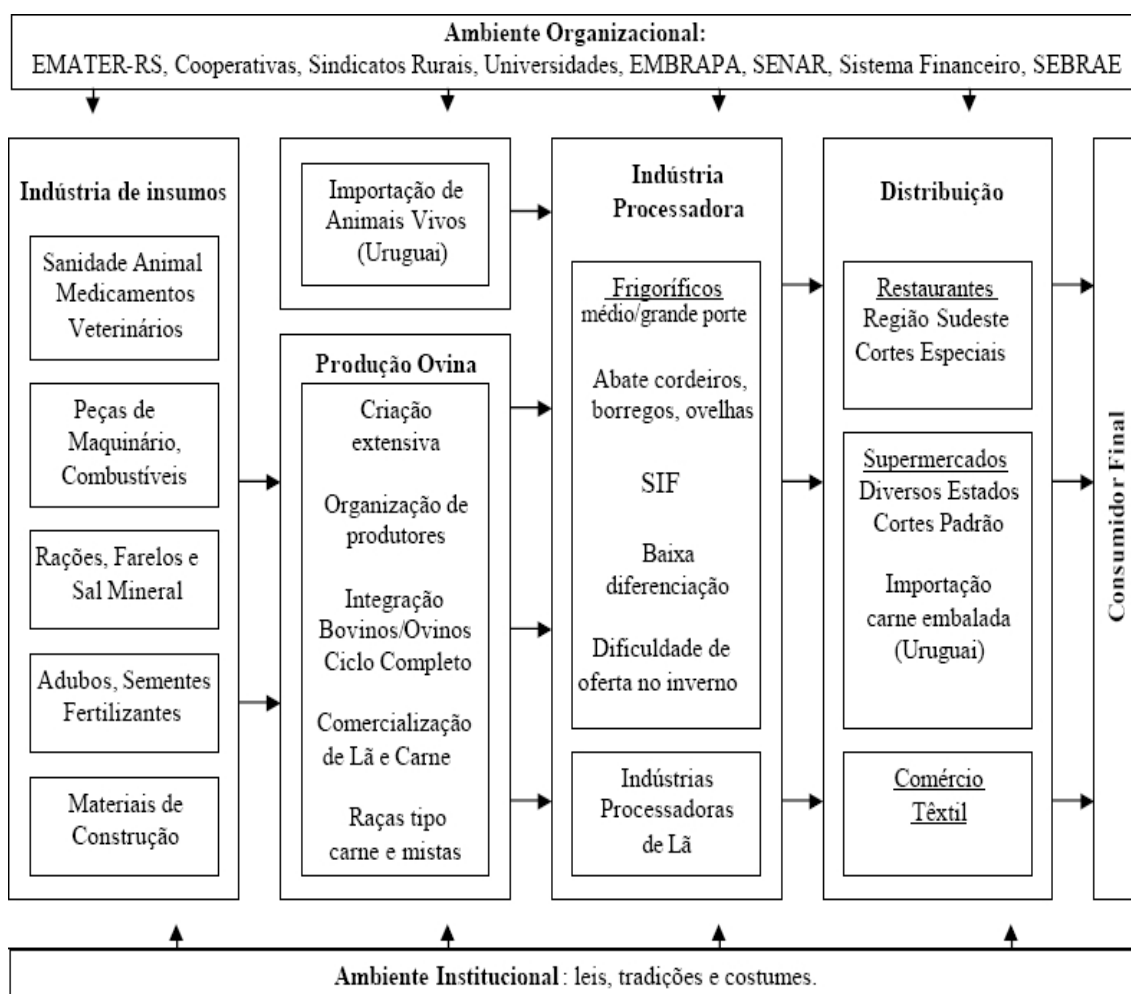 Ambiente Organizacional:
EMATER-RS, Cooperativas, Sindicatos Rurais, Universidades, EMBRAPA, SENAR, Sistema Financeiro, SEBRAE
Indústria de insumos
Sanidade Animal
Medicamentos
Veterinários
Peças de
Maquinário,
Combustíveis
Rações, Farelos e
Sal Mineral
Adubos, Sementes
Fertilizantes
Materiais de
Construção
Importação de
Animais Vivos
(Uruguai)
Produção Ovina
Criação
extensiva
Organização de
produtores
Integração
Bovinos/Ovinos
Ciclo Completo
Comercialização
de Lã e Carne
Raças tipo
carne e mistas
Indústria
Processadora
Frigoríficos
médio/grande porte
Abate cordeiros,
borregos, ovelhas
SIF
Baixa
diferenciação
Dificuldade de
oferta no inverno
Indústrias
Processadoras
de Lã
Distribuição
Restaurantes
Região Sudeste
Cortes Especiais
Supermercados
Diversos Estados
Cortes Padrão
Importação
carne embalada
(Uruguai)
Comércio
Têxtil
Consumidor Final
Ambiente Institucional: leis, tradições e costumes.